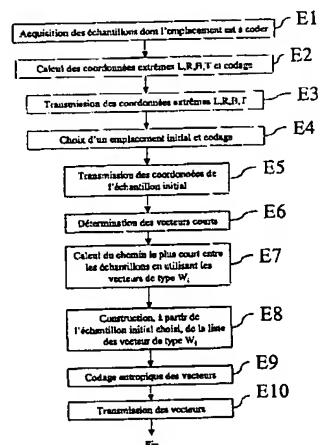 E1
Acquisition des échantillons dont l'emplacement est à coder
E2
Calcul des coordonnées extrêmes L,R,B,T et codage
E3
Transmission des coordonnées extrêmes L,R,B,T
E4
Choix d'un emplacement initial et codage
E5
Transmission des coordonnées de
l'échantillon initial
E6
Détermination des vecteurs courts
E7
Calcul du chemin le plus court entre
les échantillons en utilisant les
vecteurs de type Wi
E8
Construction, à partir de
l'échantillon initial choisi, de la liste
des vecteur de type Wi
E9
Codage entropique des vecteurs
E10
Transmission des vecteurs
Fin